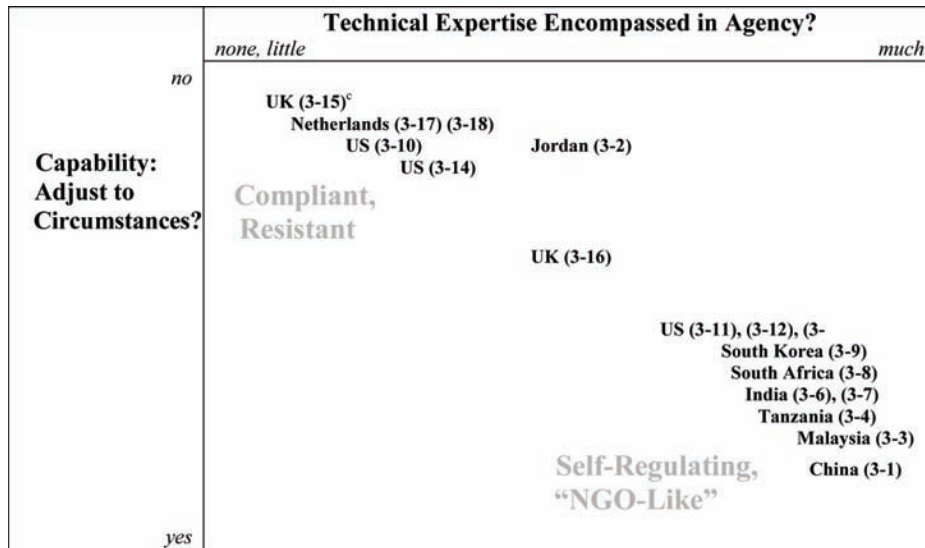 Technical Expertise Encompassed in Agency?
none, little much
no
UK (3-15)c
Netherlands (3-17) (3-18)
US (3-10) Jordan (3-2)
US (3-14)
Capability:
Adjust to
Circumstances?
Compliant,
Resistant
UK (3-16)
US (3-11), (3-12), (3-
South Korea (3-9)
South Africa (3-8)
India (3-6), (3-7)
Tanzania (3-4)
Malaysia (3-3)
China (3-1)
Self-Regulating,
“NGO-Like”
yes